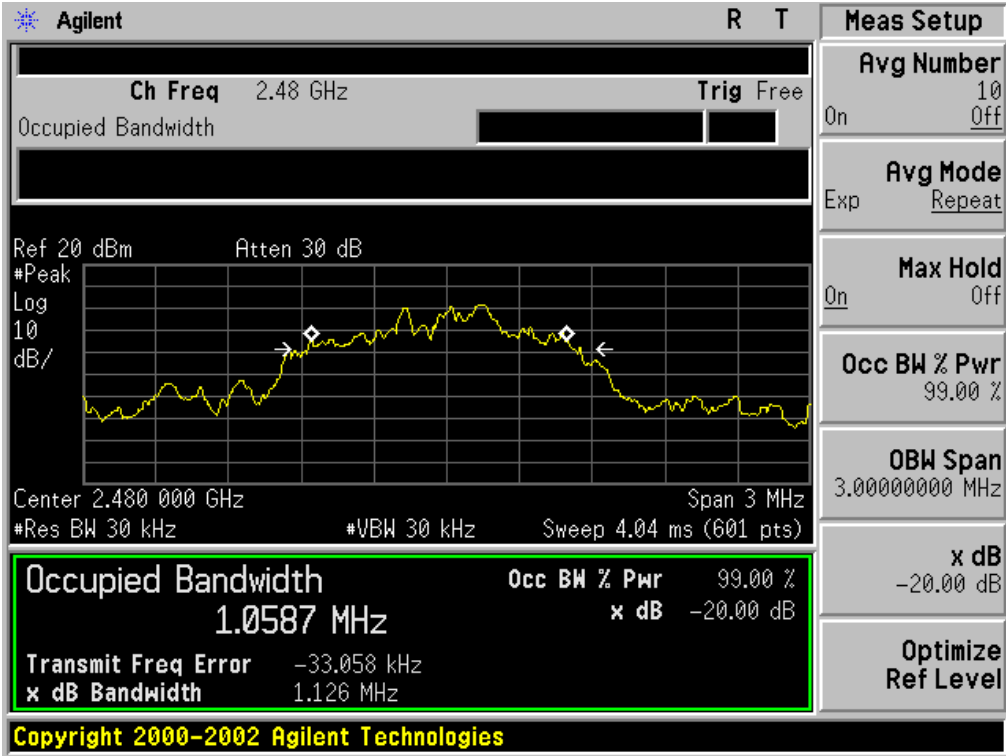 Agilent R T Meas Setup
Ch Freq 2.48 GHz Trig Free
Occupied Bandwidth
Avg Number
10
On Off
Avg Mode
Exp Repeat
Max Hold
On Off
Occ BW % Pwr
99.00 %
OBW Span
3.00000000 MHz
x dB
-20.00 dB
Optimize
Ref Level
Ref 20 dBm Atten 30 dB
#Peak
Log
10
dB/
Center 2.480 000 GHz Span 3 MHz
#Res BW 30 kHz #VBW 30 kHz Sweep 4.04 ms (601 pts)
Occupied Bandwidth Occ BW % Pwr 99.00 %
1.0587 MHz x dB -20.00 dB
Transmit Freq Error -33.058 kHz
x dB Bandwidth 1.126 MHz
Copyright 2000-2002 Agilent Technologies